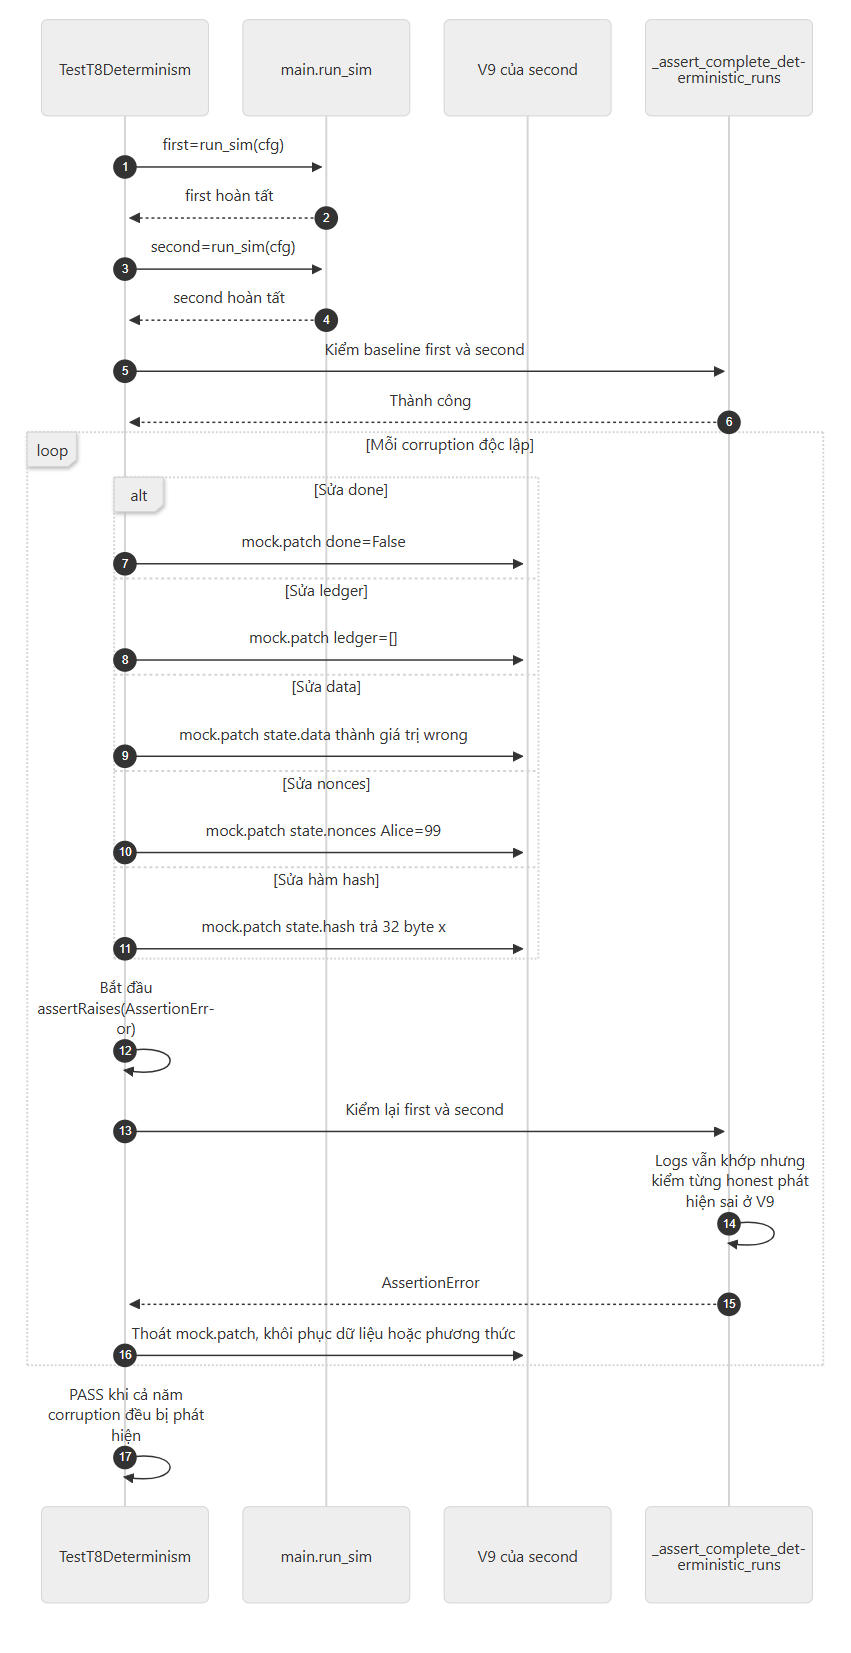 TestT8Determinism
main.run_sim
V9 của second
_assert_complete_det-
erministic_runs
first=run_sim(cfg)
1
first hoàn tất
2
second=run_sim(cfg)
3
second hoàn tất
4
Kiểm baseline first và second
5
Thành công
6
loop
[Mỗi corruption độc lập]
alt
[Sửa done]
mock.patch done=False
7
[Sửa ledger]
mock.patch ledger=[]
8
[Sửa data]
mock.patch state.data thành giá trị wrong
9
[Sửa nonces]
mock.patch state.nonces Alice=99
10
[Sửa hàm hash]
mock.patch state.hash trả 32 byte x
11
Bắt đầu
assertRaises(AssertionErr-
or)
12
Kiểm lại first và second
13
Logs vẫn khớp nhưng
kiểm từng honest phát
hiện sai ở V9
14
AssertionError
15
Thoát mock.patch, khôi phục dữ liệu hoặc phương thức
16
PASS khi cả năm
corruption đều bị phát
hiện
17
TestT8Determinism
main.run_sim
V9 của second
_assert_complete_det-
erministic_runs